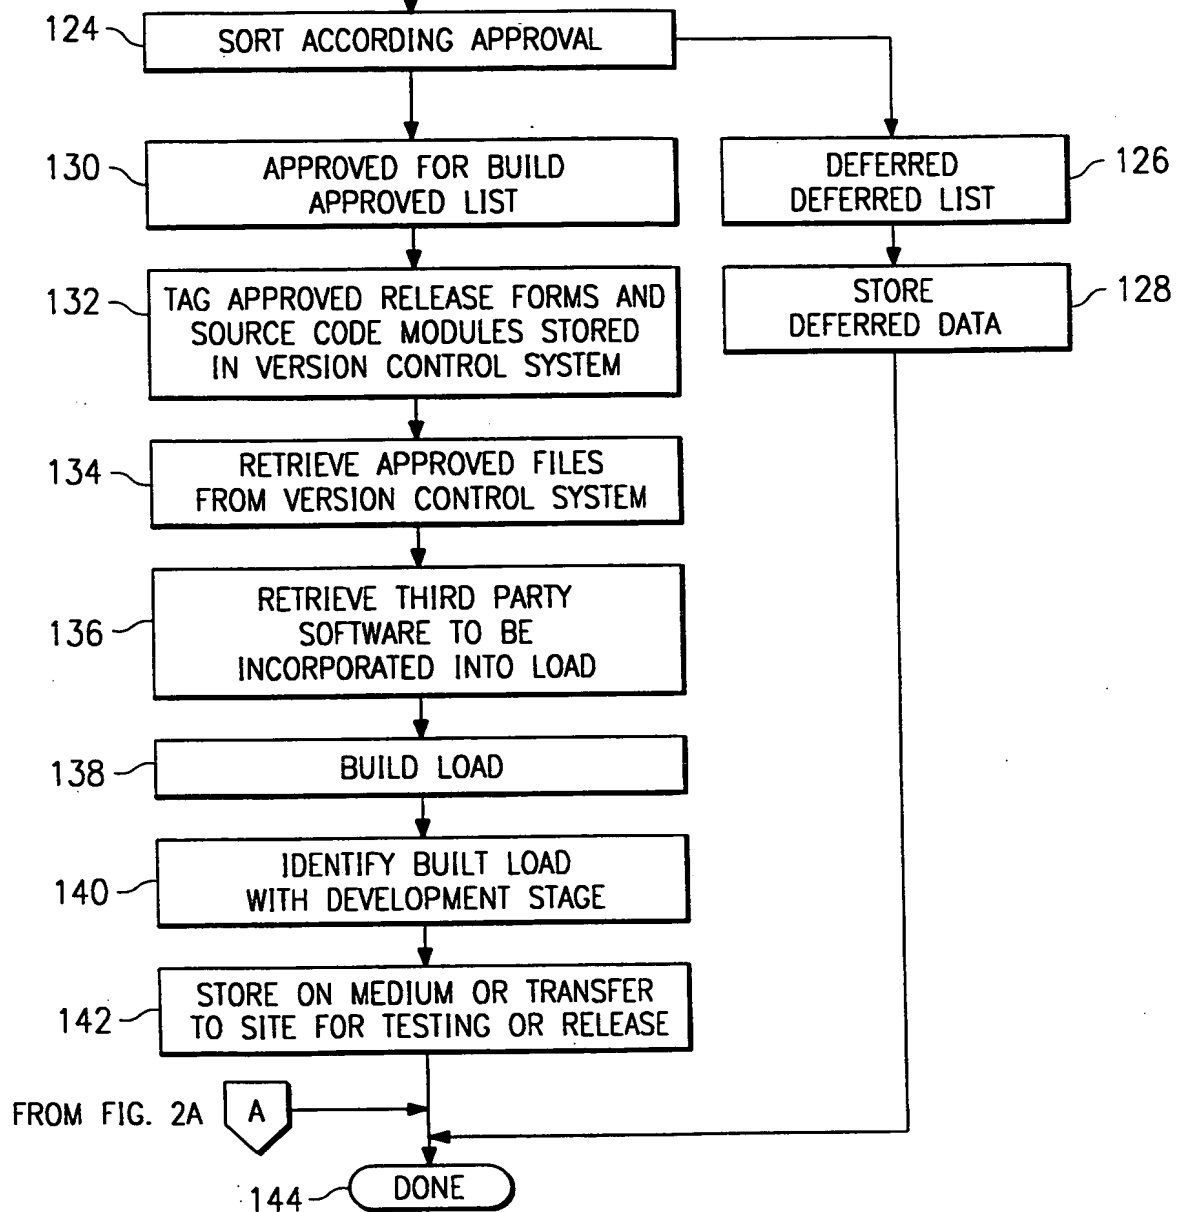 124
SORT ACCORDING APPROVAL
130
APPROVED FOR BUILD
APPROVED LIST
DEFERRED
DEFERRED LIST
126
132
TAG APPROVED RELEASE FORMS AND
SOURCE CODE MODULES STORED
IN VERSION CONTROL SYSTEM
STORE
DEFERRED DATA
128
134
RETRIEVE APPROVED FILES
FROM VERSION CONTROL SYSTEM
136
RETRIEVE THIRD PARTY
SOFTWARE TO BE
INCORPORATED INTO LOAD
138
BUILD LOAD
140
IDENTIFY BUILT LOAD
WITH DEVELOPMENT STAGE
142
STORE ON MEDIUM OR TRANSFER
TO SITE FOR TESTING OR RELEASE
FROM FIG. 2A
A
144
DONE